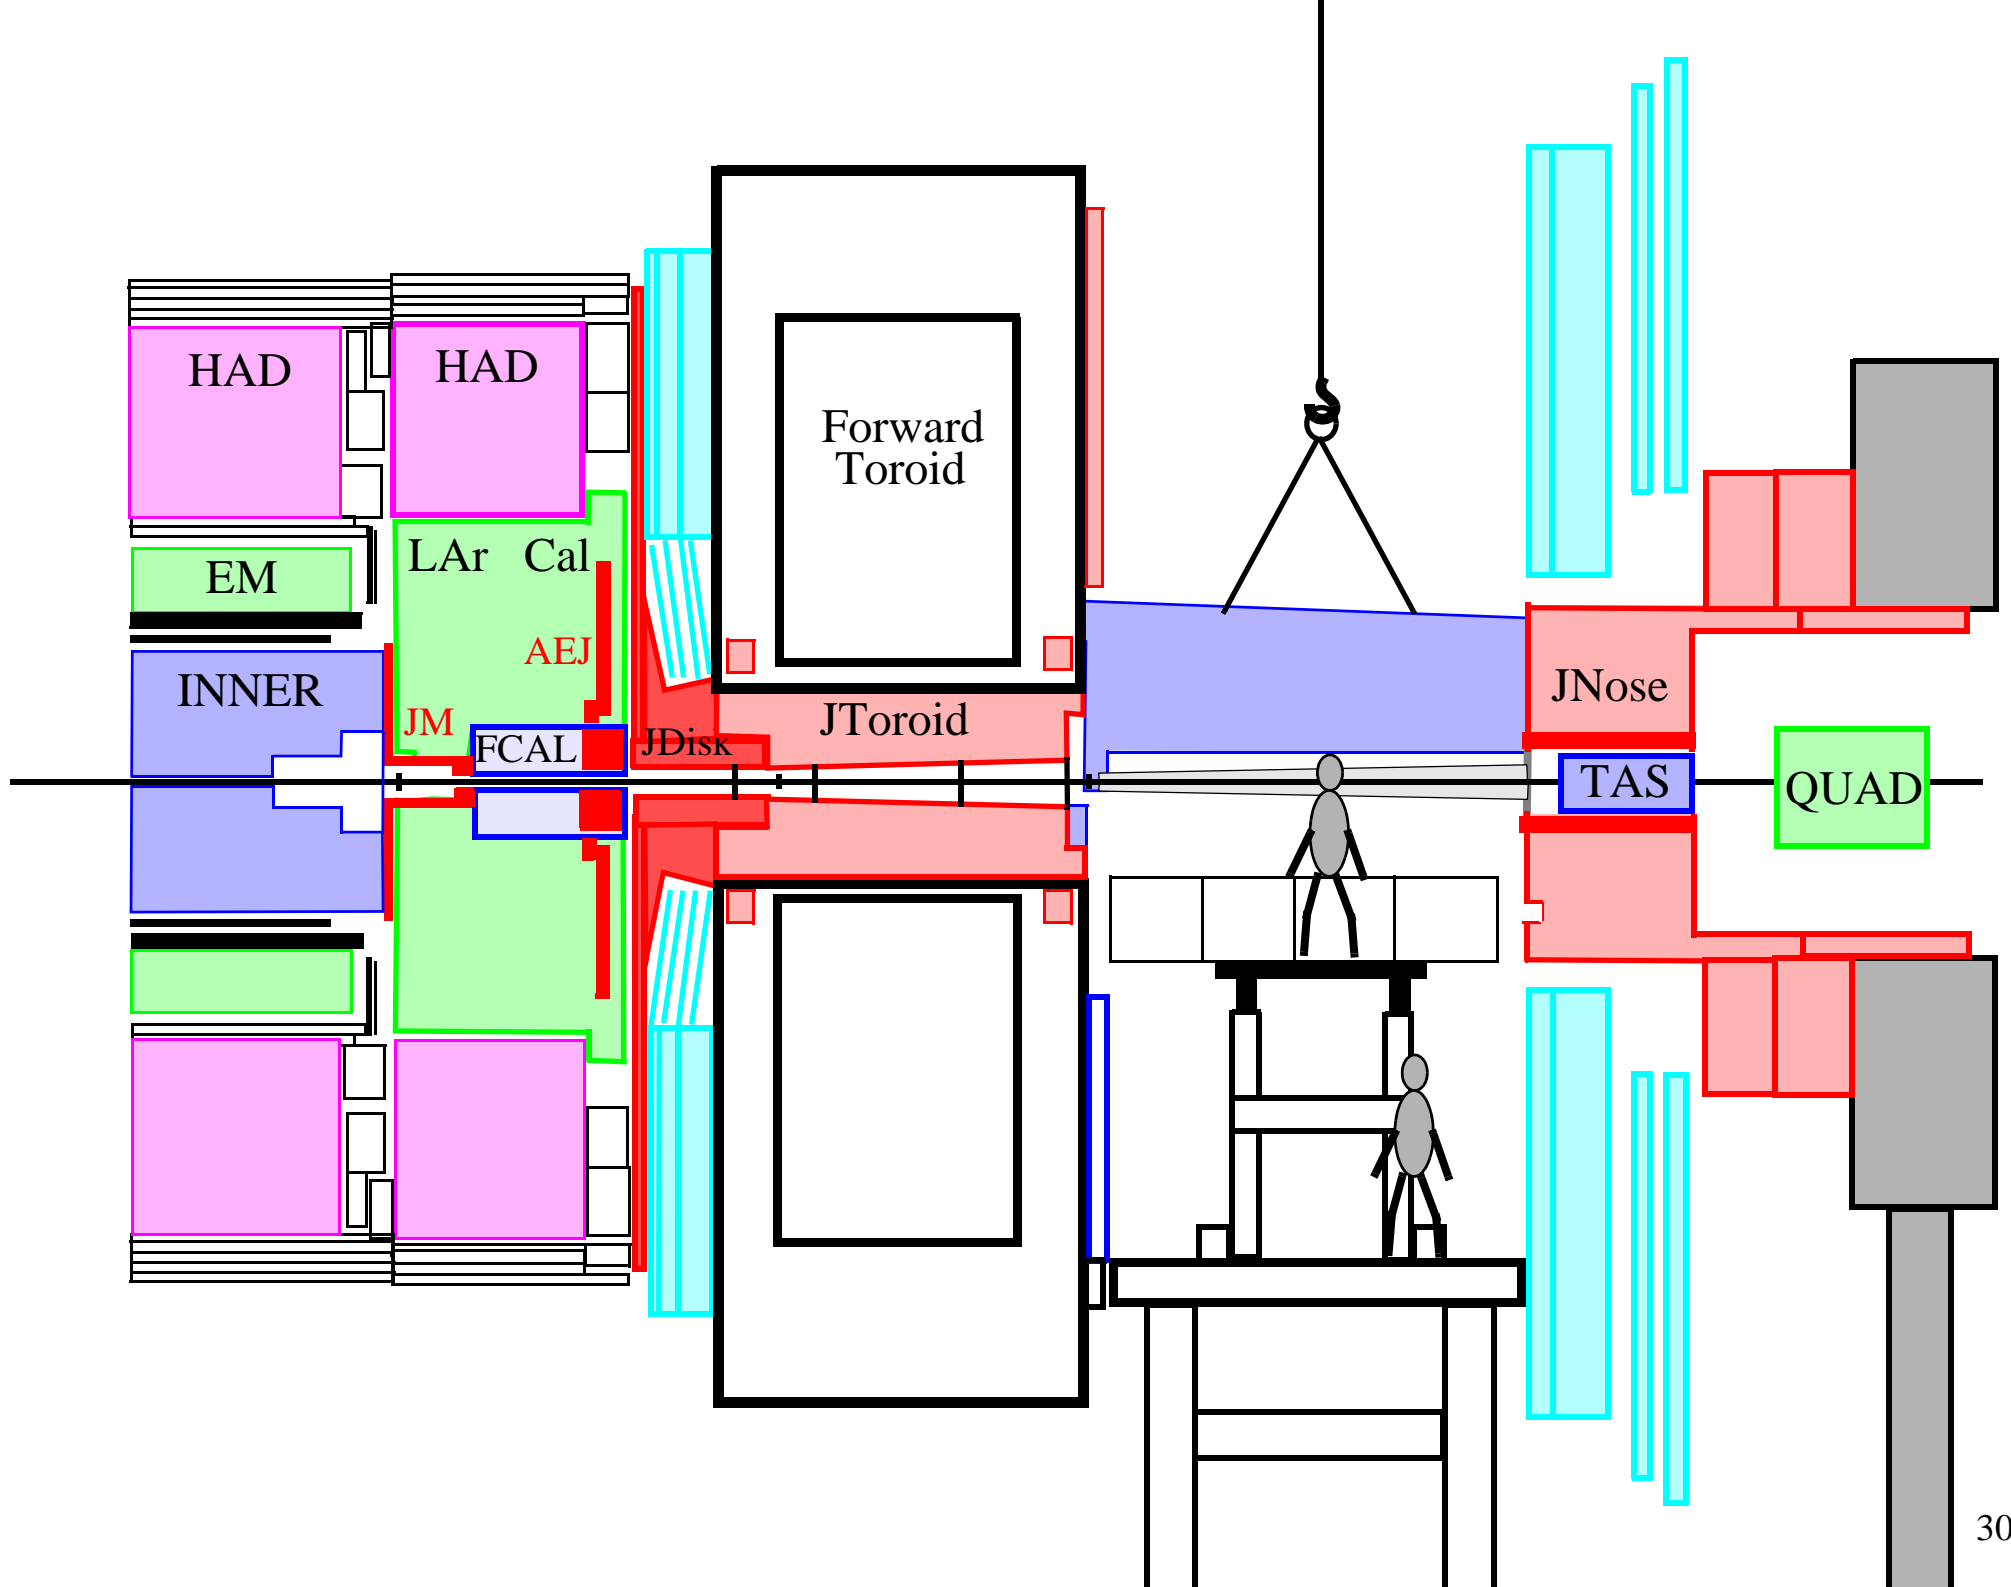 HAD
HAD
Forward
Toroid
LAr Cal
EM
AEJ
INNER
JM
JNose
JToroid
FCAL
JDisk
TAS
QUAD
30